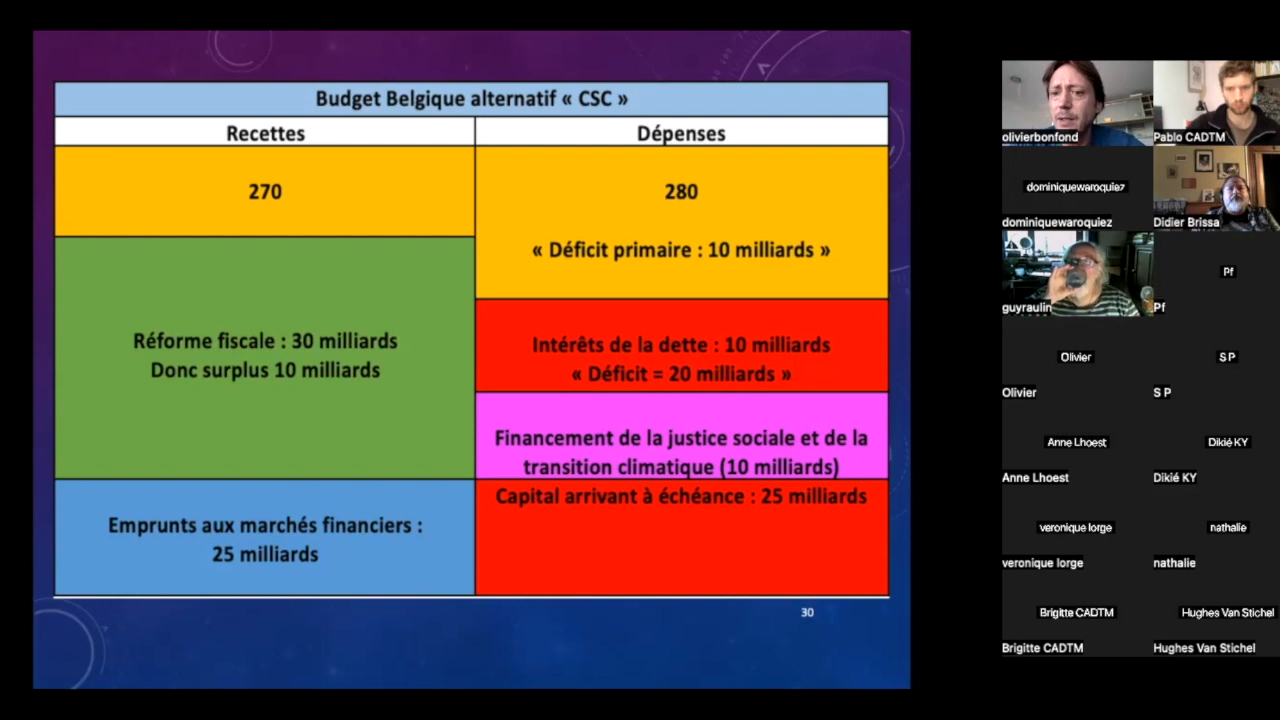 Budget Belgique alternatif « CSC »
Recettes
Dépenses
270
280
« Déficit primaire : 10 milliards »
Réforme fiscale : 30 milliards
Donc surplus 10 milliards
Intérêts de la dette : 10 milliards
« Déficit = 20 milliards »
Financement de la justice sociale et de la
transition climatique (10 milliards)
Emprunts aux marchés financiers :
25 milliards
Capital arrivant à échéance : 25 milliards
30
olivierbonfond
Pablo CADTM
dominiquewaroquiez
dominiquewaroquiez
Didier Brissa
guyraulin
Pf
Pf
Olivier
Olivier
S P
S P
Anne Lhoest
Anne Lhoest
Dikié KY
Dikié KY
veronique lorge
veronique lorge
nathalie
nathalie
Brigitte CADTM
Brigitte CADTM
Hughes Van Stichel
Hughes Van Stichel